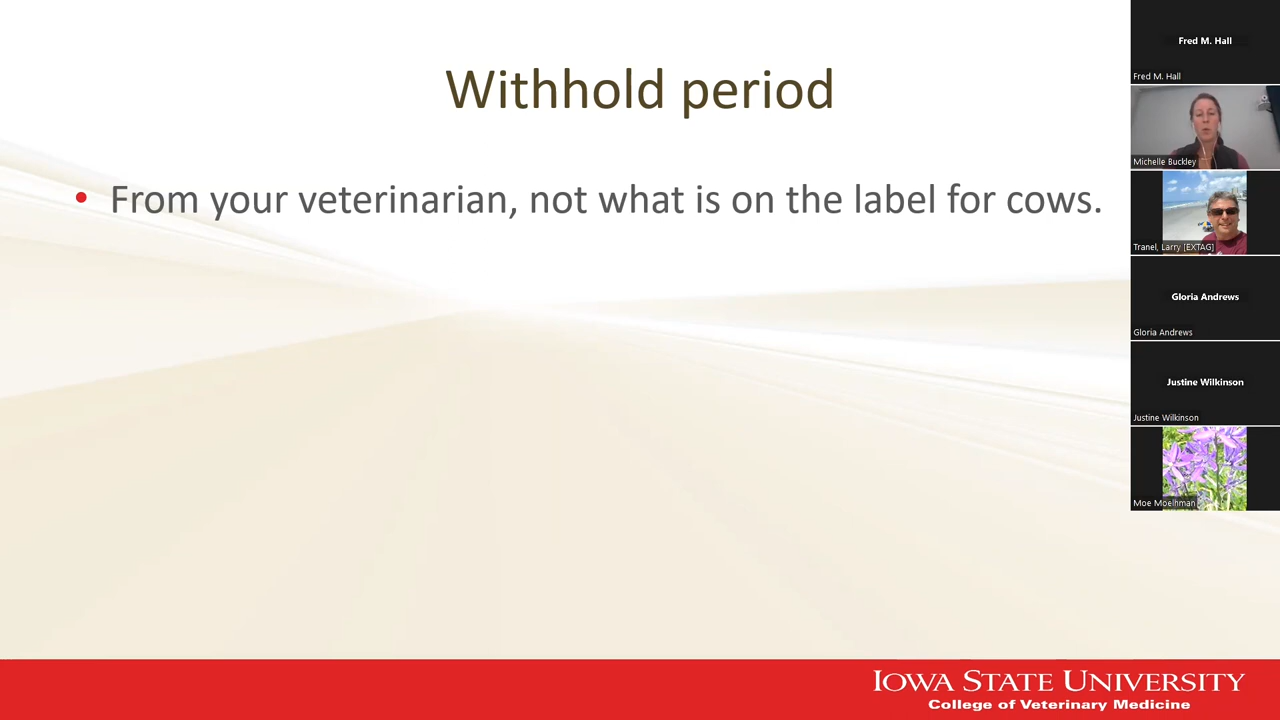 Withhold period
• From your veterinarian, not what is on the label for cows.
Fred M. Hall
Fred M. Hall
Michelle Buckley
Tranel, Larry [EXTAG]
Gloria Andrews
Gloria Andrews
Justine Wilkinson
Justine Wilkinson
Moe Moelhman
IOWA STATE UNIVERSITY
College of Veterinary Medicine